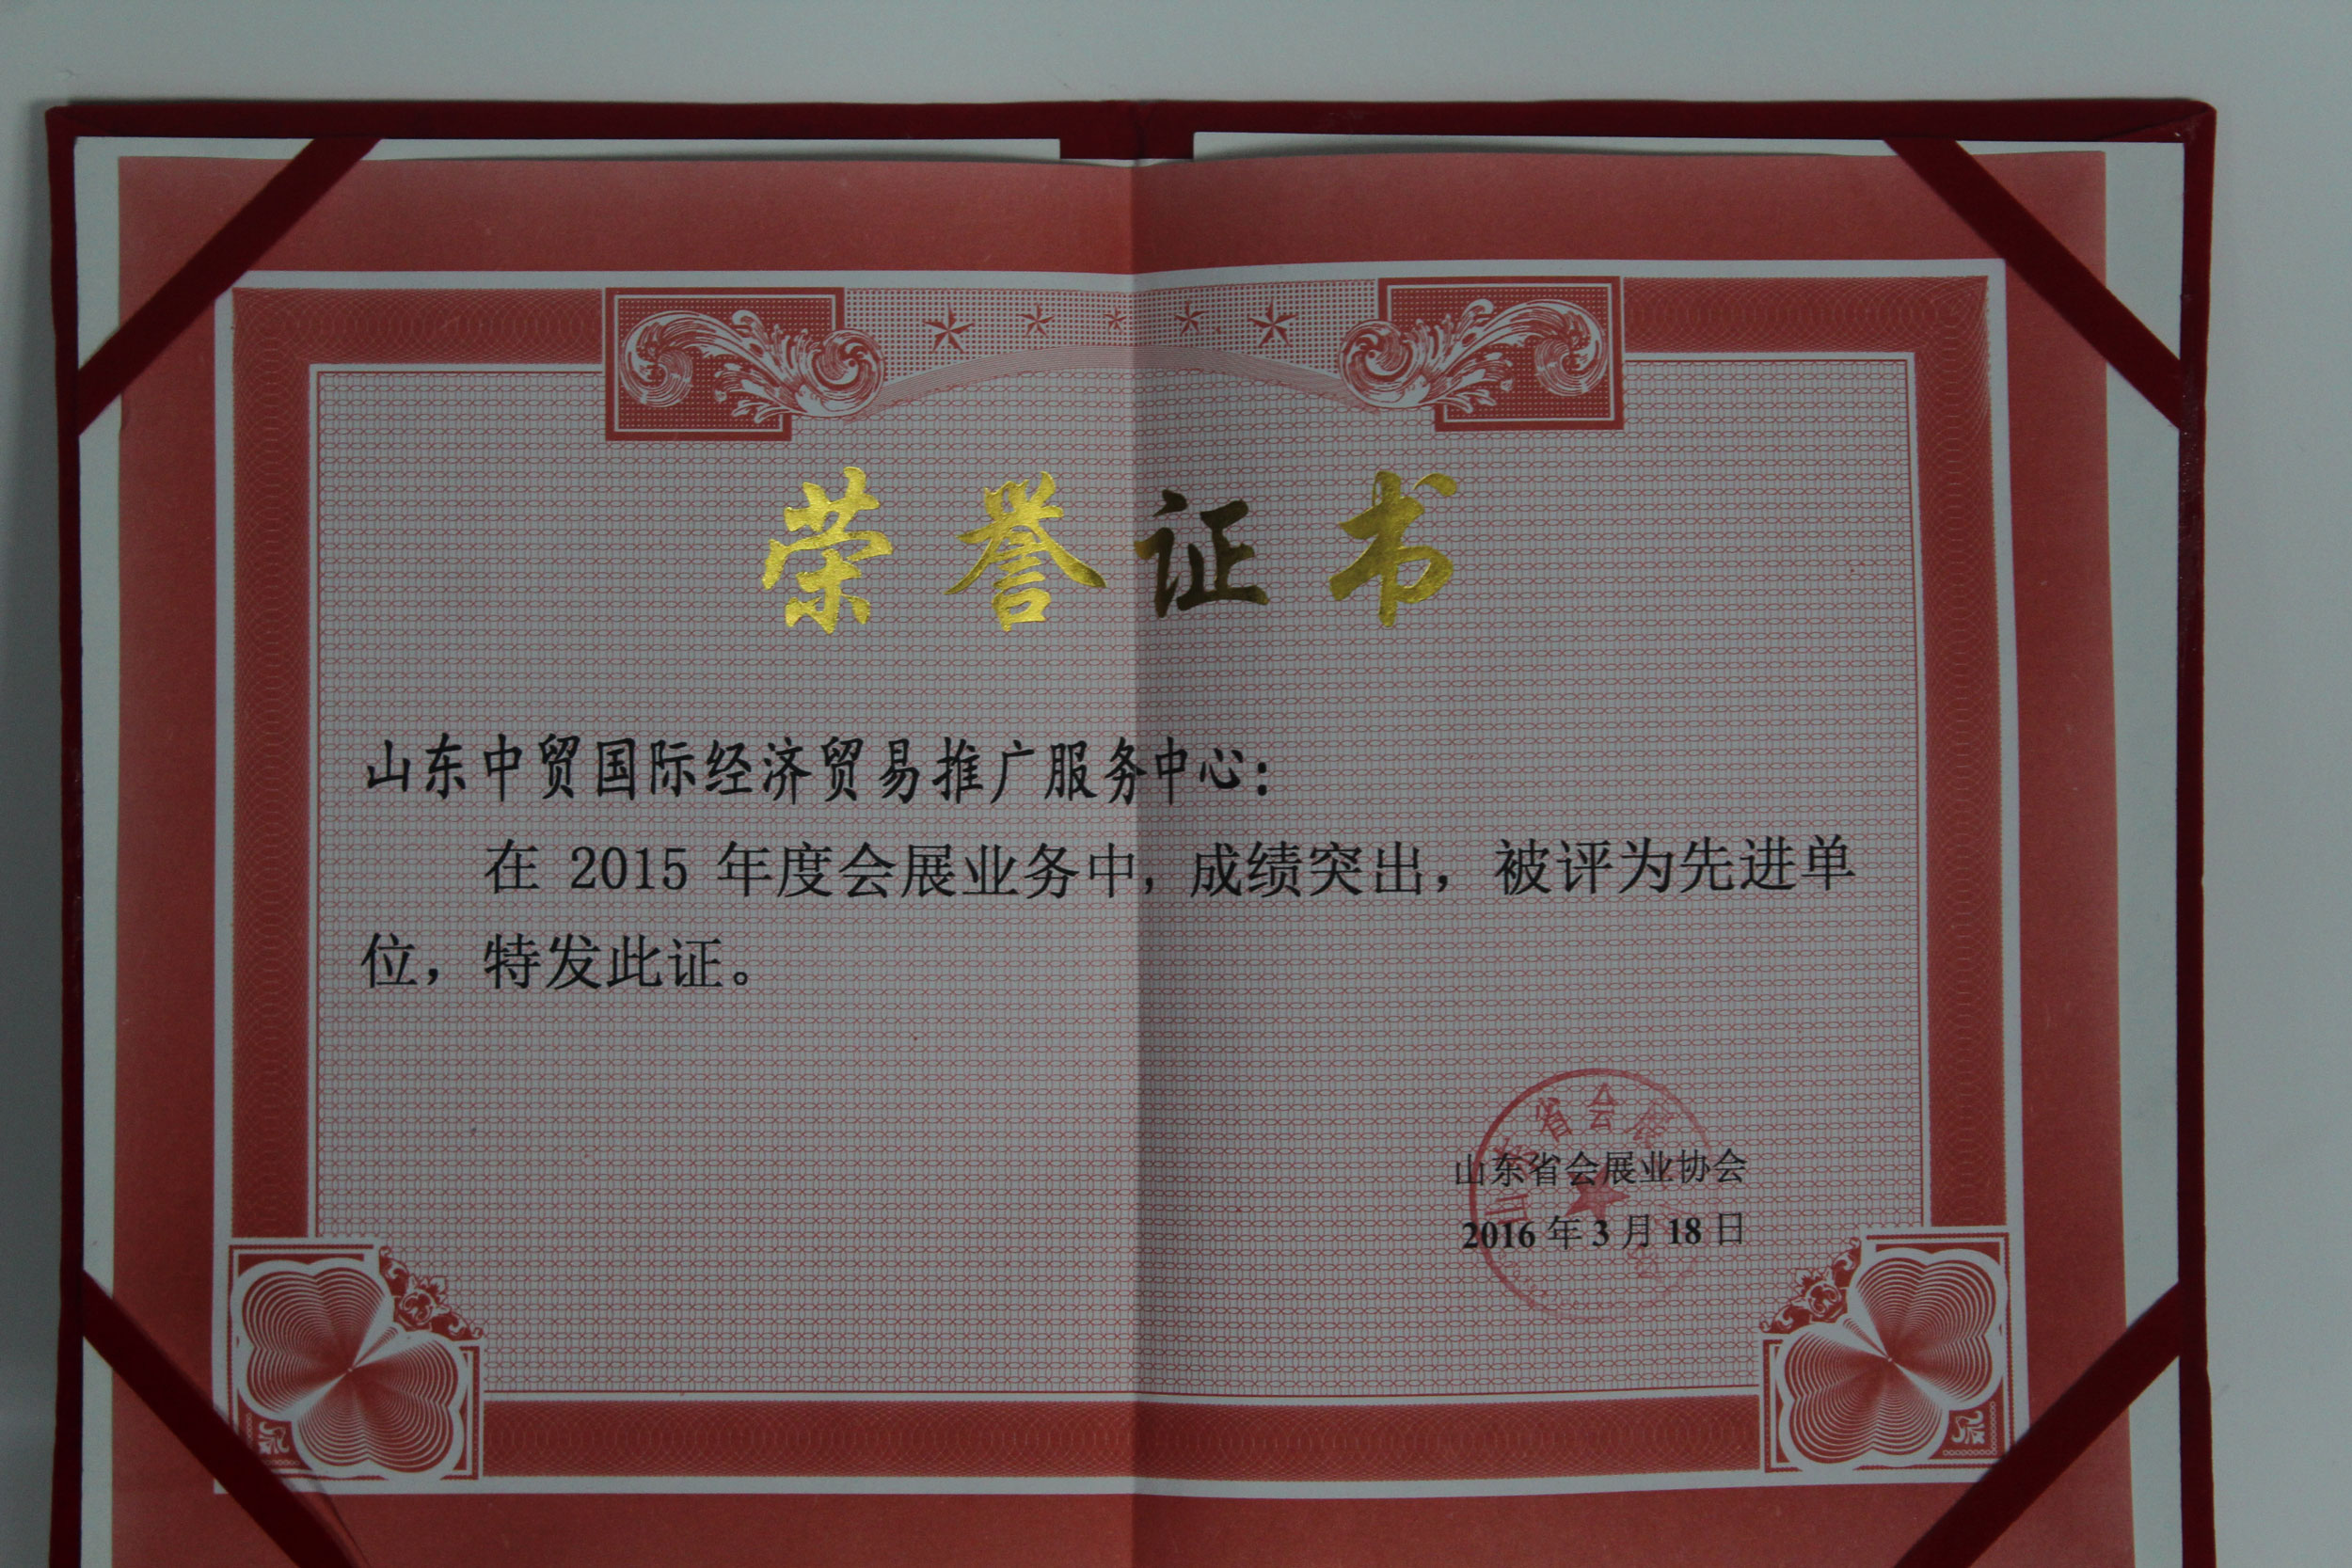 荣誉证书
山东中贸国际经济贸易推广服务中心：
在 2015 年度会展业务中，成绩突出，被评为先进单
位，特发此证。
省会展
山东省会展业协会
2016 年 3 月 18 日